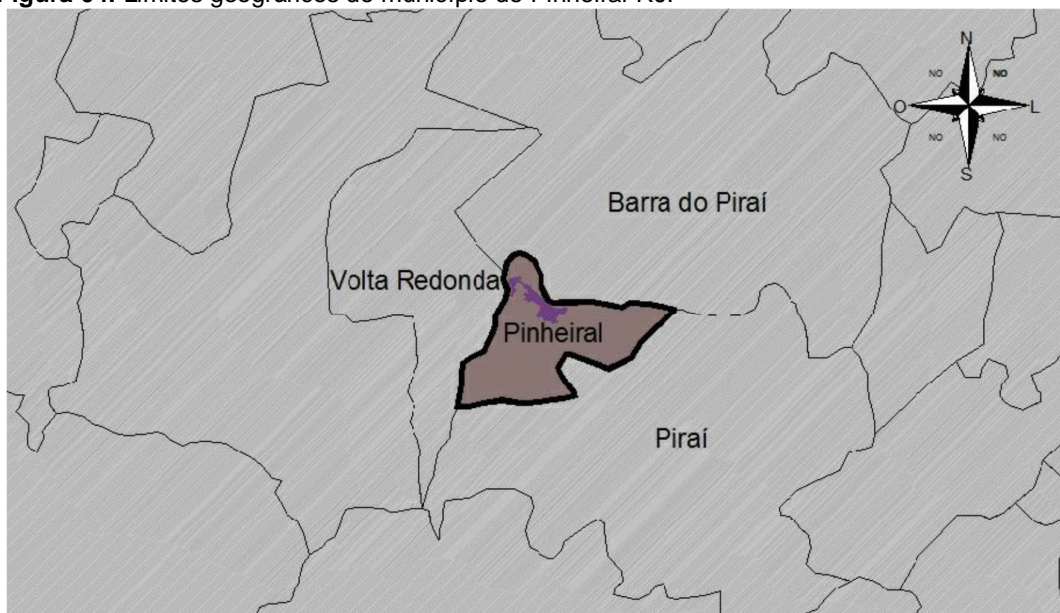 Figura 01. Limites geográficos do município de Pinheiral-RJ.
N
NO
NO
O
L
NO
NO
S
Barra do Piraí
Volta Redonda
Pinheiral
Piraí